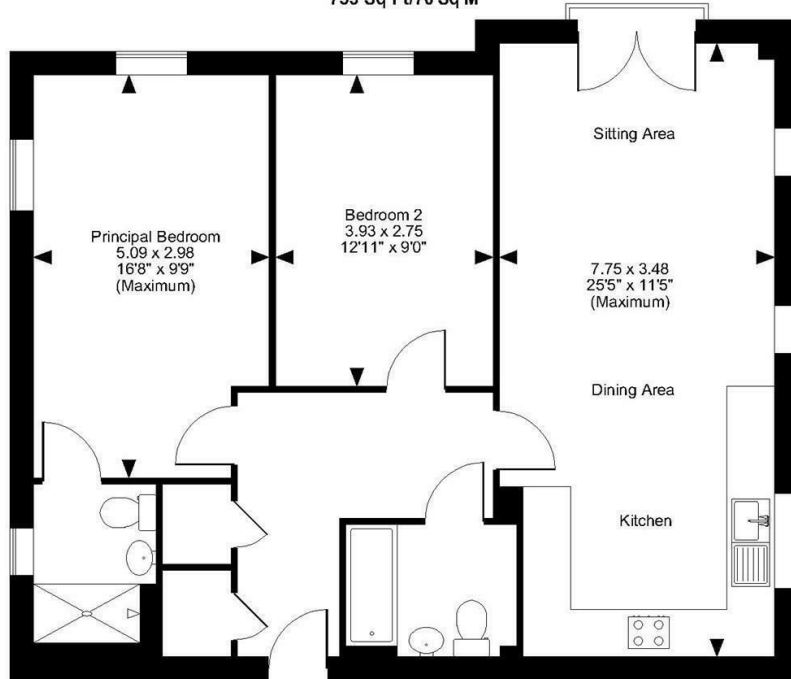 Principal Bedroom
5.09 x 2.98
16'8" x 9'9"
(Maximum)
Bedroom 2
3.93 x 2.75
12'11" x 9'0"
Sitting Area
7.75 x 3.48
25'5" x 11'5"
(Maximum)
Dining Area
Kitchen